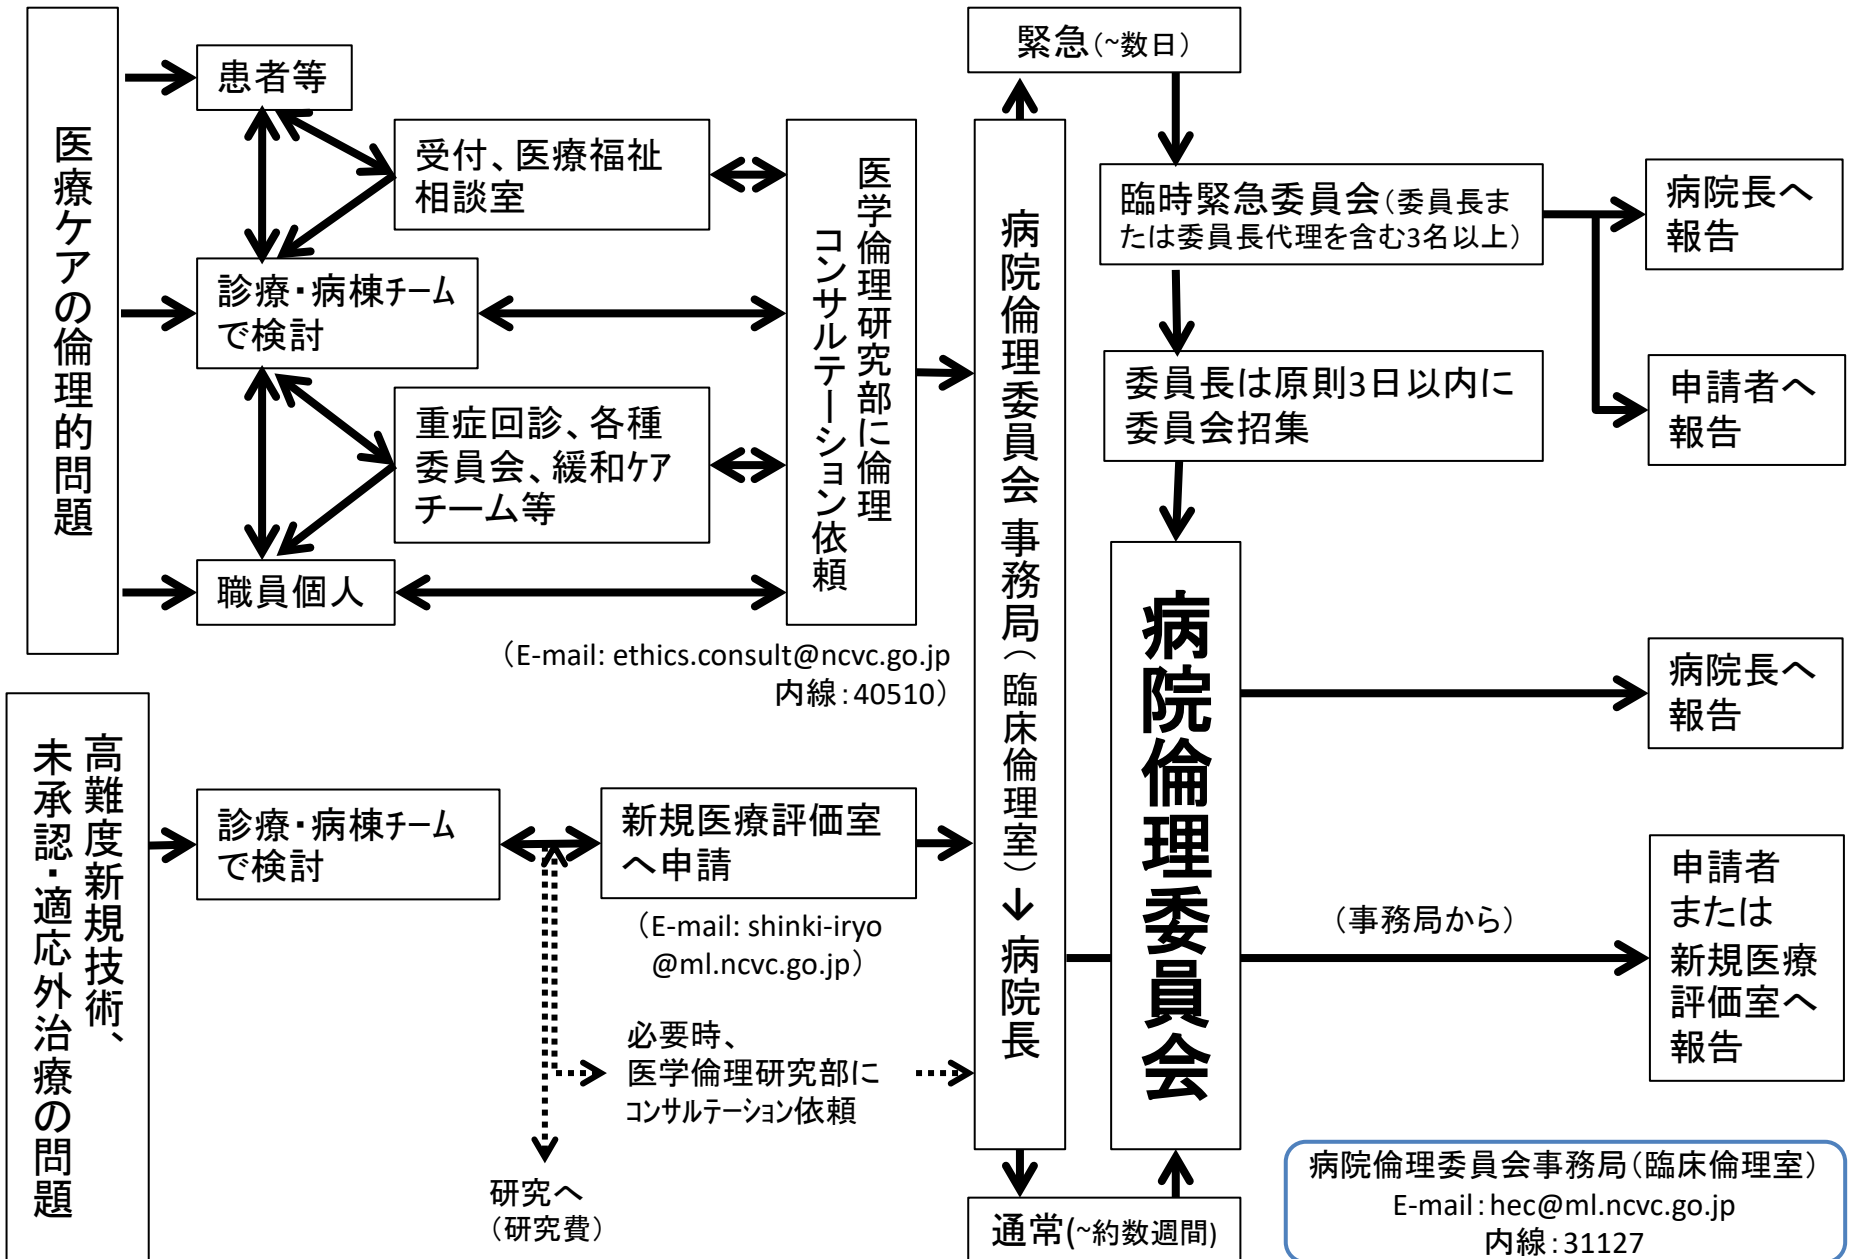 医療ケアの倫理的問題
患者等
受付、医療福祉
相談室
診療・病棟チーム
で検討
重症回診、各種
委員会、緩和ケア
チーム等
職員個人
医学倫理研究部に倫理
コンサルテーション依頼
（E-mail: ethics.consult@ncvc.go.jp
内線：40510）
高難度新規技術、
未承認・適応外治療の問題
診療・病棟チーム
で検討
新規医療評価室
へ申請
（E-mail: shinki-iryo
@ml.ncvc.go.jp）
必要時、
医学倫理研究部に
コンサルテーション依頼
研究へ
（研究費）
病院倫理委員会 事務局（臨床倫理室）→病院長
緊急（~数日）
臨時緊急委員会（委員長ま
たは委員長代理を含む3名以上）
委員長は原則3日以内に
委員会招集
病院倫理委員会
通常(~約数週間)
病院長へ
報告
申請者へ
報告
病院長へ
報告
（事務局から）
申請者
または
新規医療
評価室へ
報告
病院倫理委員会事務局（臨床倫理室）
E-mail：hec@ml.ncvc.go.jp
内線：31127